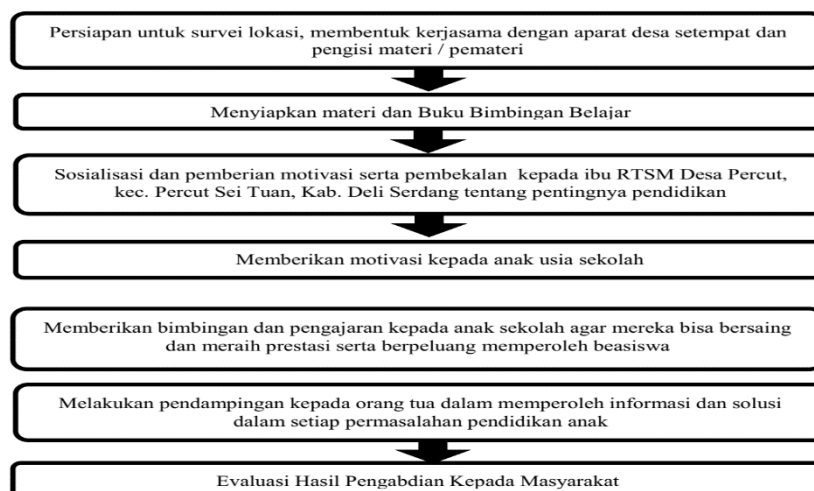 Persiapan untuk survei lokasi, membentuk kerjasama dengan aparat desa setempat dan
pengisi materi / pemateri
Menyiapkan materi dan Buku Bimbingan Belajar
Sosialisasi dan pemberian motivasi serta pembekalan kepada ibu RTSM Desa Percut,
kec. Percut Sei Tuan, Kab. Deli Serdang tentang pentingnya pendidikan
Memberikan motivasi kepada anak usia sekolah
Memberikan bimbingan dan pengajaran kepada anak sekolah agar mereka bisa bersaing
dan meraih prestasi serta berpeluang memperoleh beasiswa
Melakukan pendampingan kepada orang tua dalam memperoleh informasi dan solusi
dalam setiap permasalahan pendidikan anak
Evaluasi Hasil Pengabdian Kepada Masyarakat